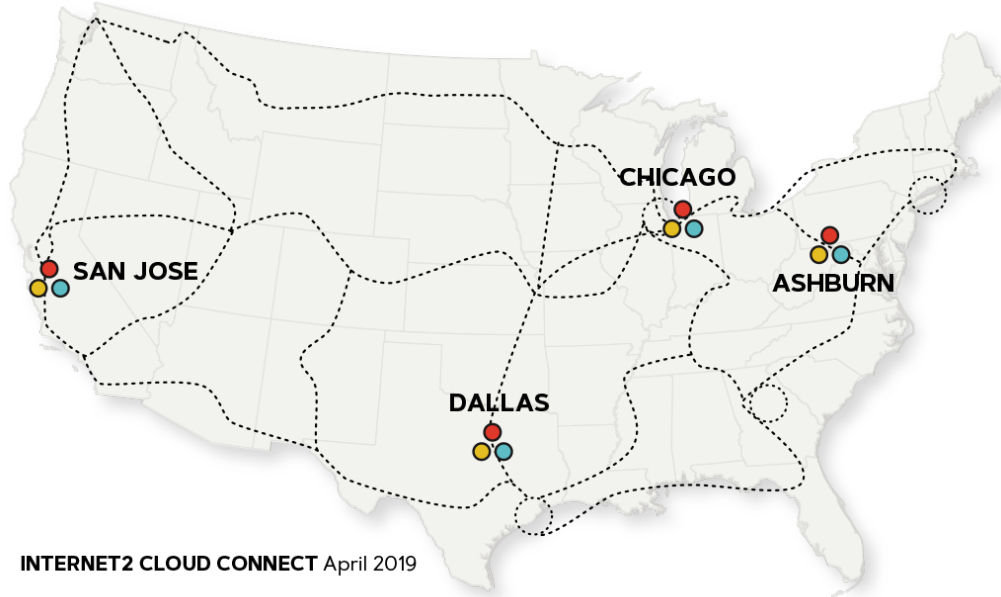 CHICAGO
SAN JOSE
ASHBURN
DALLAS
INTERNET2 CLOUD CONNECT April 2019